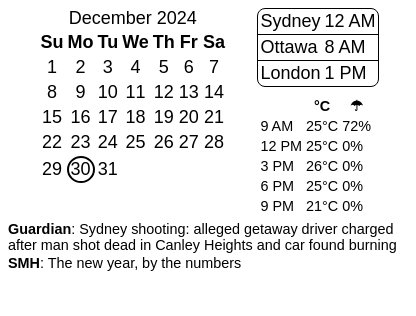 December 2024
Su Mo Tu We Th Fr Sa
1 2 3 4 5 6 7
8 9 10 11 12 13 14
15 16 17 18 19 20 21
22 23 24 25 26 27 28
29 30 31
Sydney 12 AM
Ottawa 8 AM
London 1 PM
°C ☂
9 AM 25°C 72%
12 PM 25°C 0%
3 PM 26°C 0%
6 PM 25°C 0%
9 PM 21°C 0%
Guardian: Sydney shooting: alleged getaway driver charged
after man shot dead in Canley Heights and car found burning
SMH: The new year, by the numbers